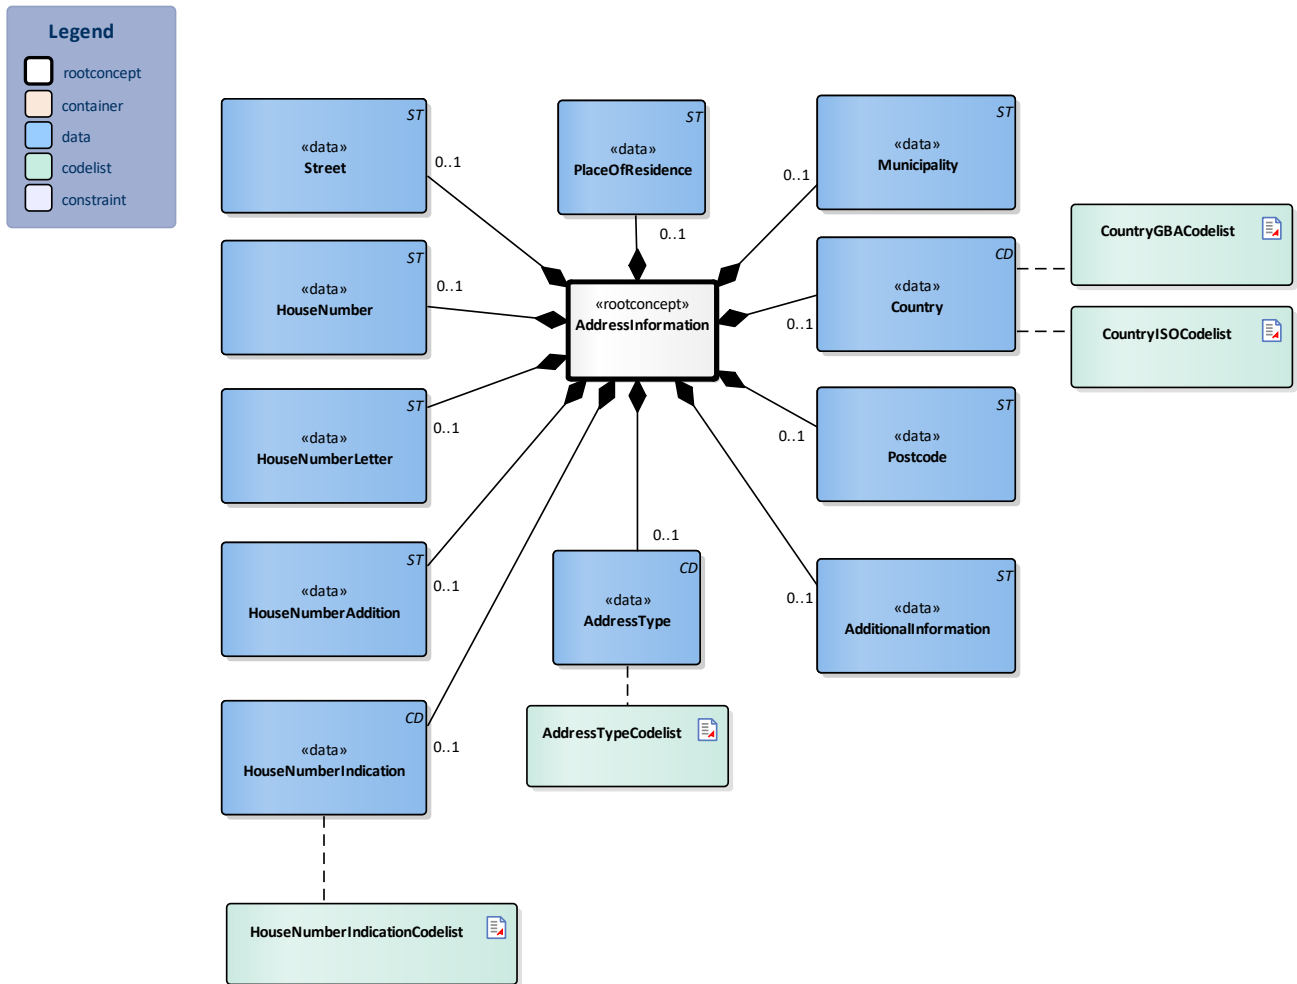 Legend
rootconcept
container
data
codelist
constraint
ST
«data»
Street
0..1
ST
«data»
PlaceOfResidence
0..1
ST
«data»
Municipality
0..1
ST
«data»
HouseNumber
0..1
«rootconcept»
AddressInformation
CD
«data»
Country
0..1
CountryGBACodelist
CountryISOCodelist
ST
«data»
HouseNumberLetter
0..1
ST
«data»
Postcode
0..1
ST
«data»
HouseNumberAddition
0..1
0..1
CD
«data»
AddressType
ST
«data»
AdditionalInformation
0..1
CD
«data»
HouseNumberIndication
0..1
AddressTypeCodelist
HouseNumberIndicationCodelist